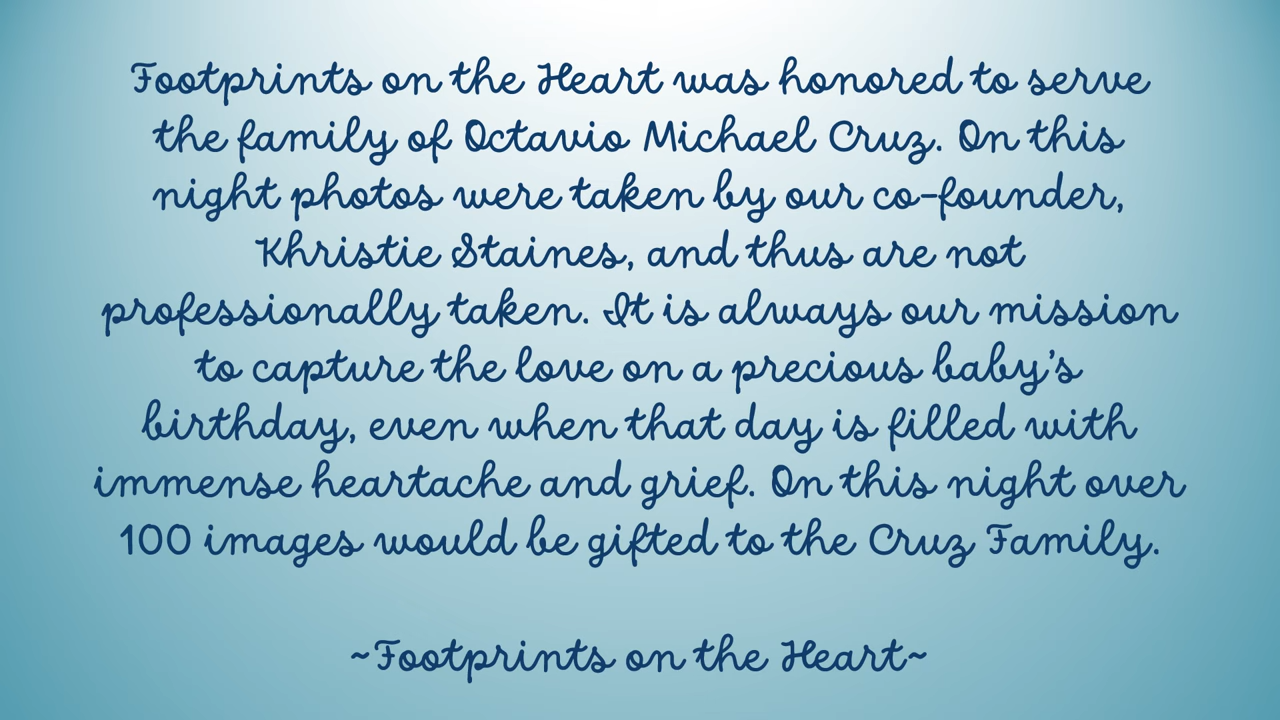 Footprints on the Heart was honored to serve
the family of Octavio Michael Cruz. On this
night photos were taken by our co-founder,
Khristie Staines, and thus are not
professionally taken. It is always our mission
to capture the love on a precious baby's
birthday, even when that day is filled with
immense heartache and grief. On this night over
100 images would be gifted to the Cruz Family.
~Footprints on the Heart~